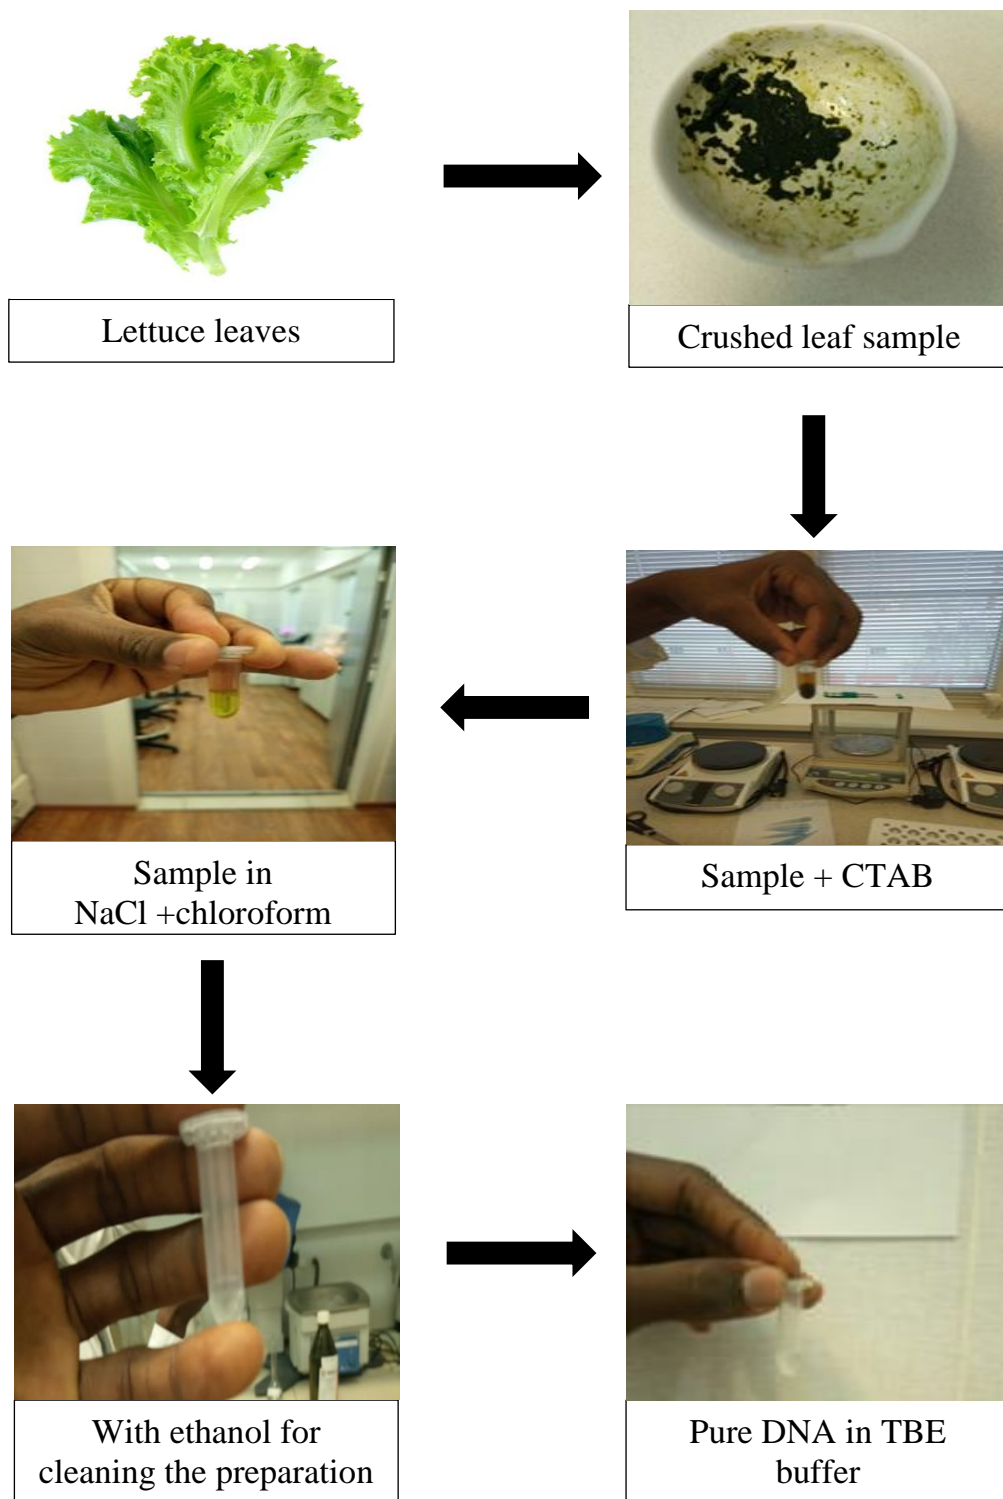 Lettuce leaves
Crushed leaf sample
Sample in
NaCl +chloroform
Sample + CTAB
With ethanol for
cleaning the preparation
Pure DNA in TBE
buffer